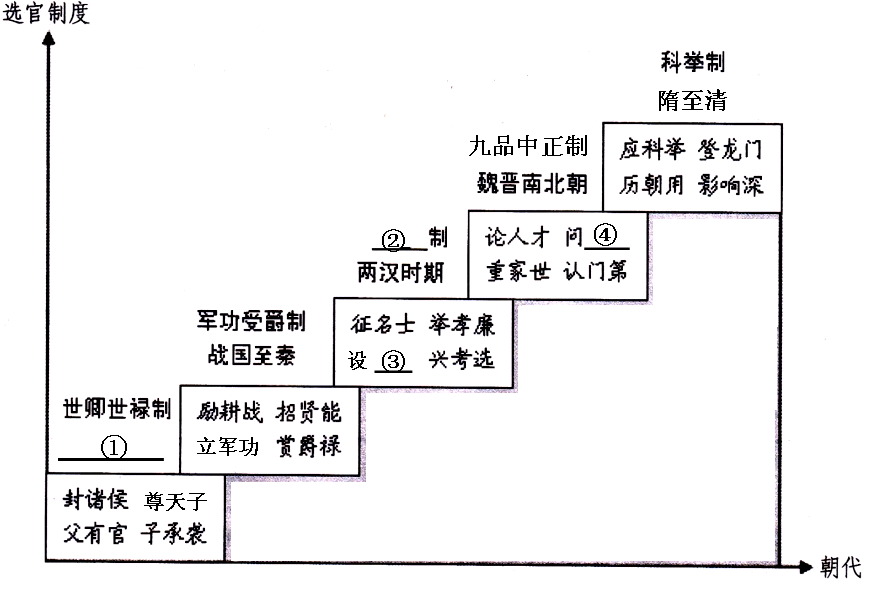 选官制度
科举制
隋至清
应科举 登龙门
历朝用 影响深
九品中正制
魏晋南北朝
论人才 问④
重家世 认门第
②制
两汉时期
征名士 举孝廉
设③ 兴考选
军功受爵制
战国至秦
励耕战 招贤能
立军功 赏爵禄
世卿世禄制
①
封诸侯 尊天子
父有官 子承袭
朝代